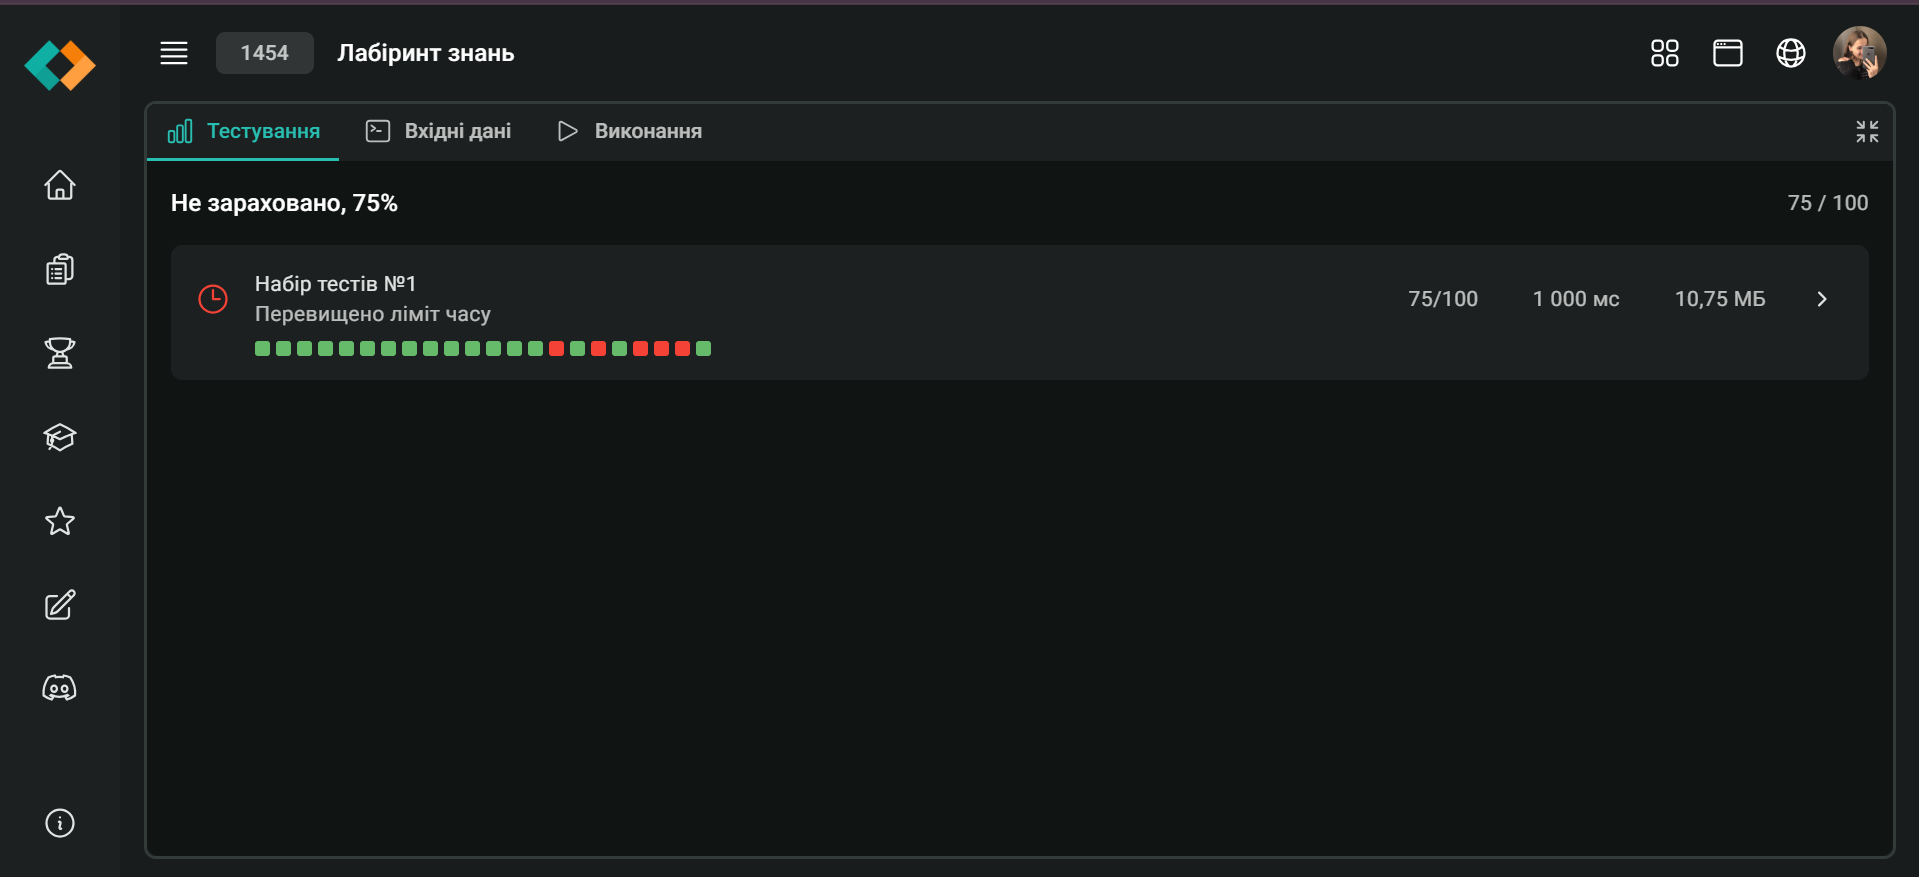 1454 Лабіринт знань
Тестування Вхідні дані Виконання
Не зараховано, 75% 75 / 100
Набір тестів №1
Перевищено ліміт часу
75/100 1 000 мс 10,75 МБ